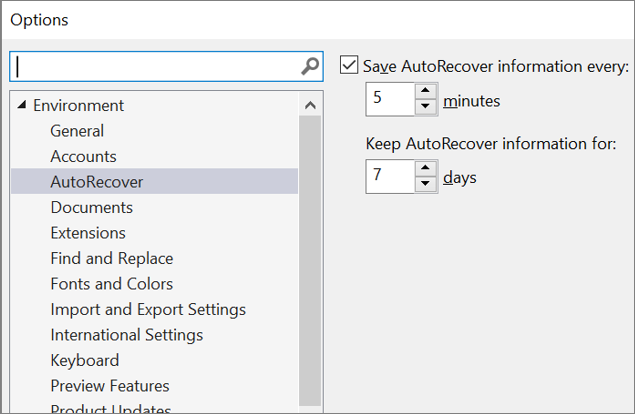 Options
Environment
General
Accounts
AutoRecover
Documents
Extensions
Find and Replace
Fonts and Colors
Import and Export Settings
International Settings
Keyboard
Preview Features
Product Updates
Save AutoRecover information every:
5 minutes
Keep AutoRecover information for:
7 days